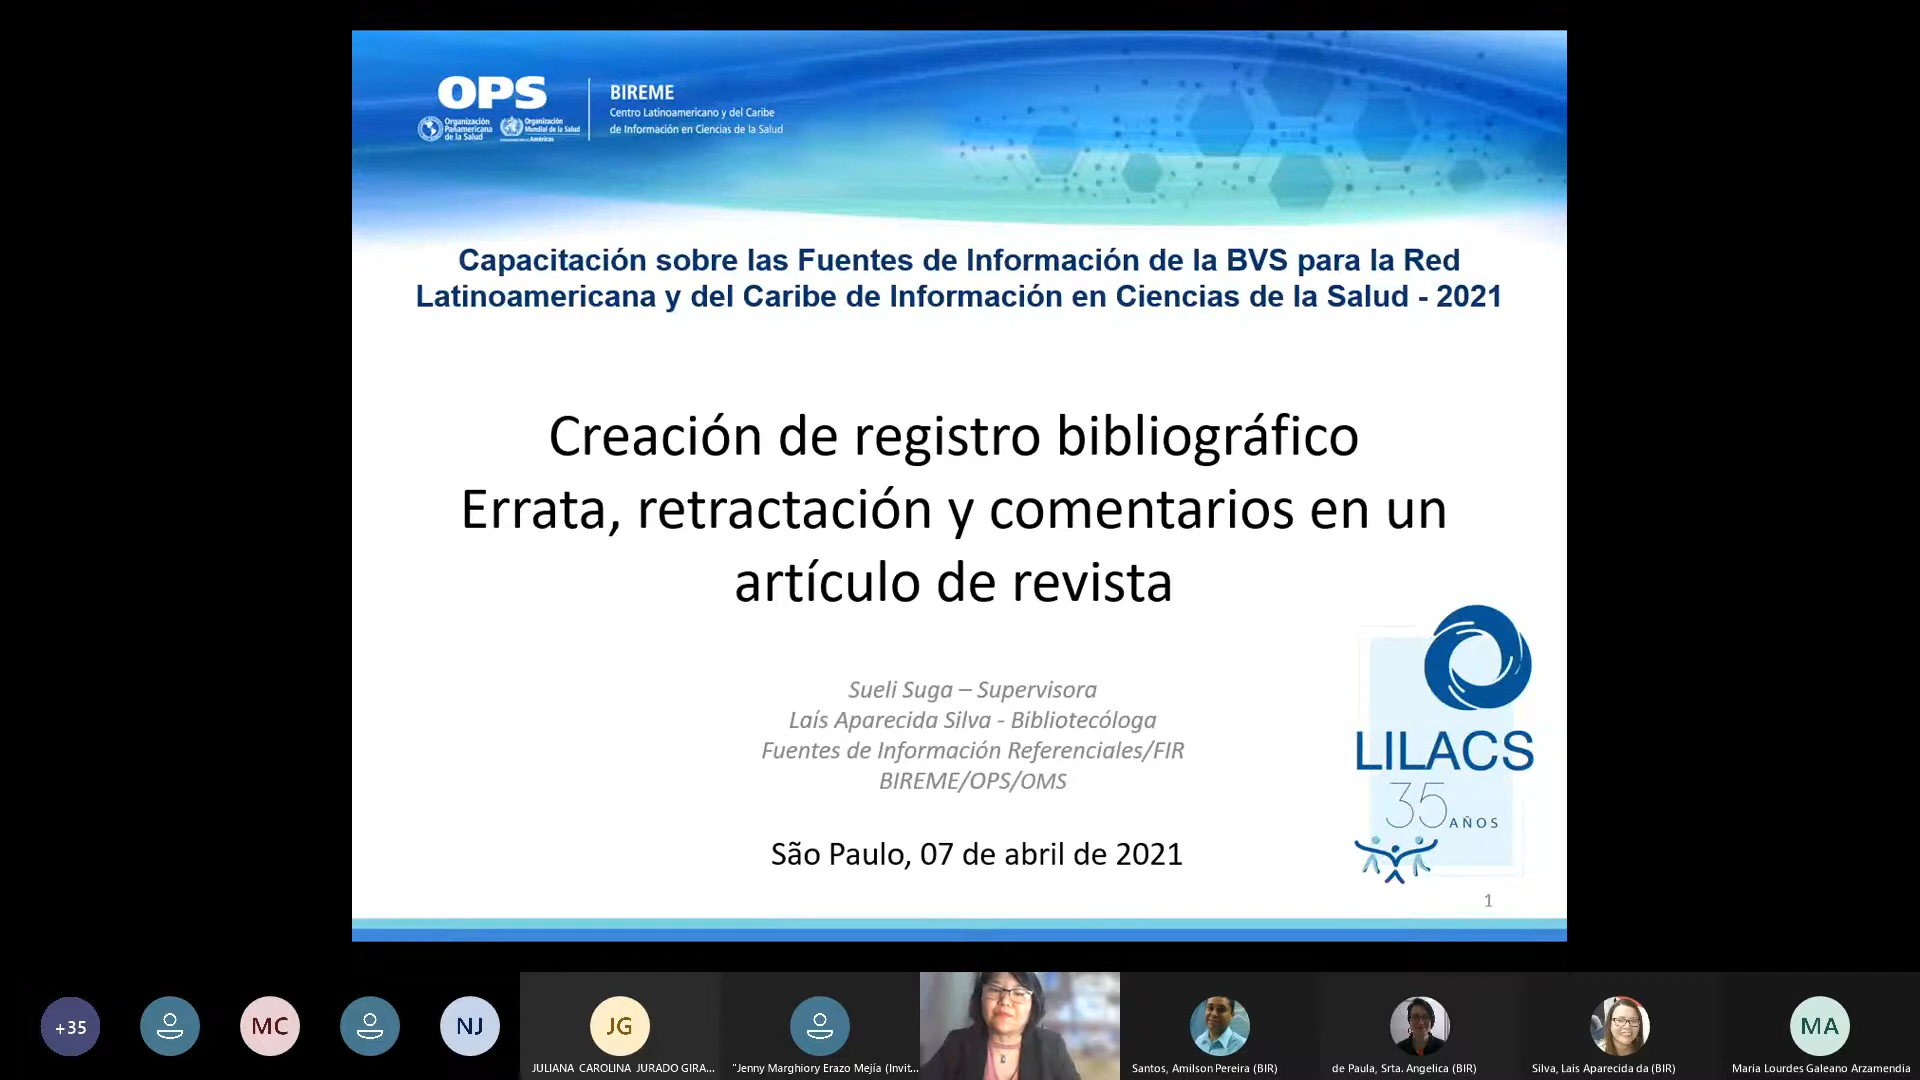 OPS
Organización
Panamericana
de la Salud
Organización
Mundial de la Salud
Américas
BIREME
Centro Latinoamericano y del Caribe
de Información en Ciencias de la Salud
Capacitación sobre las Fuentes de Información de la BVS para la Red
Latinoamericana y del Caribe de Información en Ciencias de la Salud - 2021
Creación de registro bibliográfico
Errata, retractación y comentarios en un
artículo de revista
Sueli Suga – Supervisora
Laís Aparecida Silva - Bibliotecóloga
Fuentes de Información Referenciales/FIR
BIREME/OPS/OMS
São Paulo, 07 de abril de 2021
LILACS
35 AÑOS
1
+35
MC
NJ
JG
MA
JULIANA CAROLINA JURADO GIRA...
"Jenny Marghiory Erazo Mejía (Invit...
Santos, Amilson Pereira (BIR)
de Paula, Srta. Angelica (BIR)
Silva, Lais Aparecida da (BIR)
Maria Lourdes Galeano Arzamendia